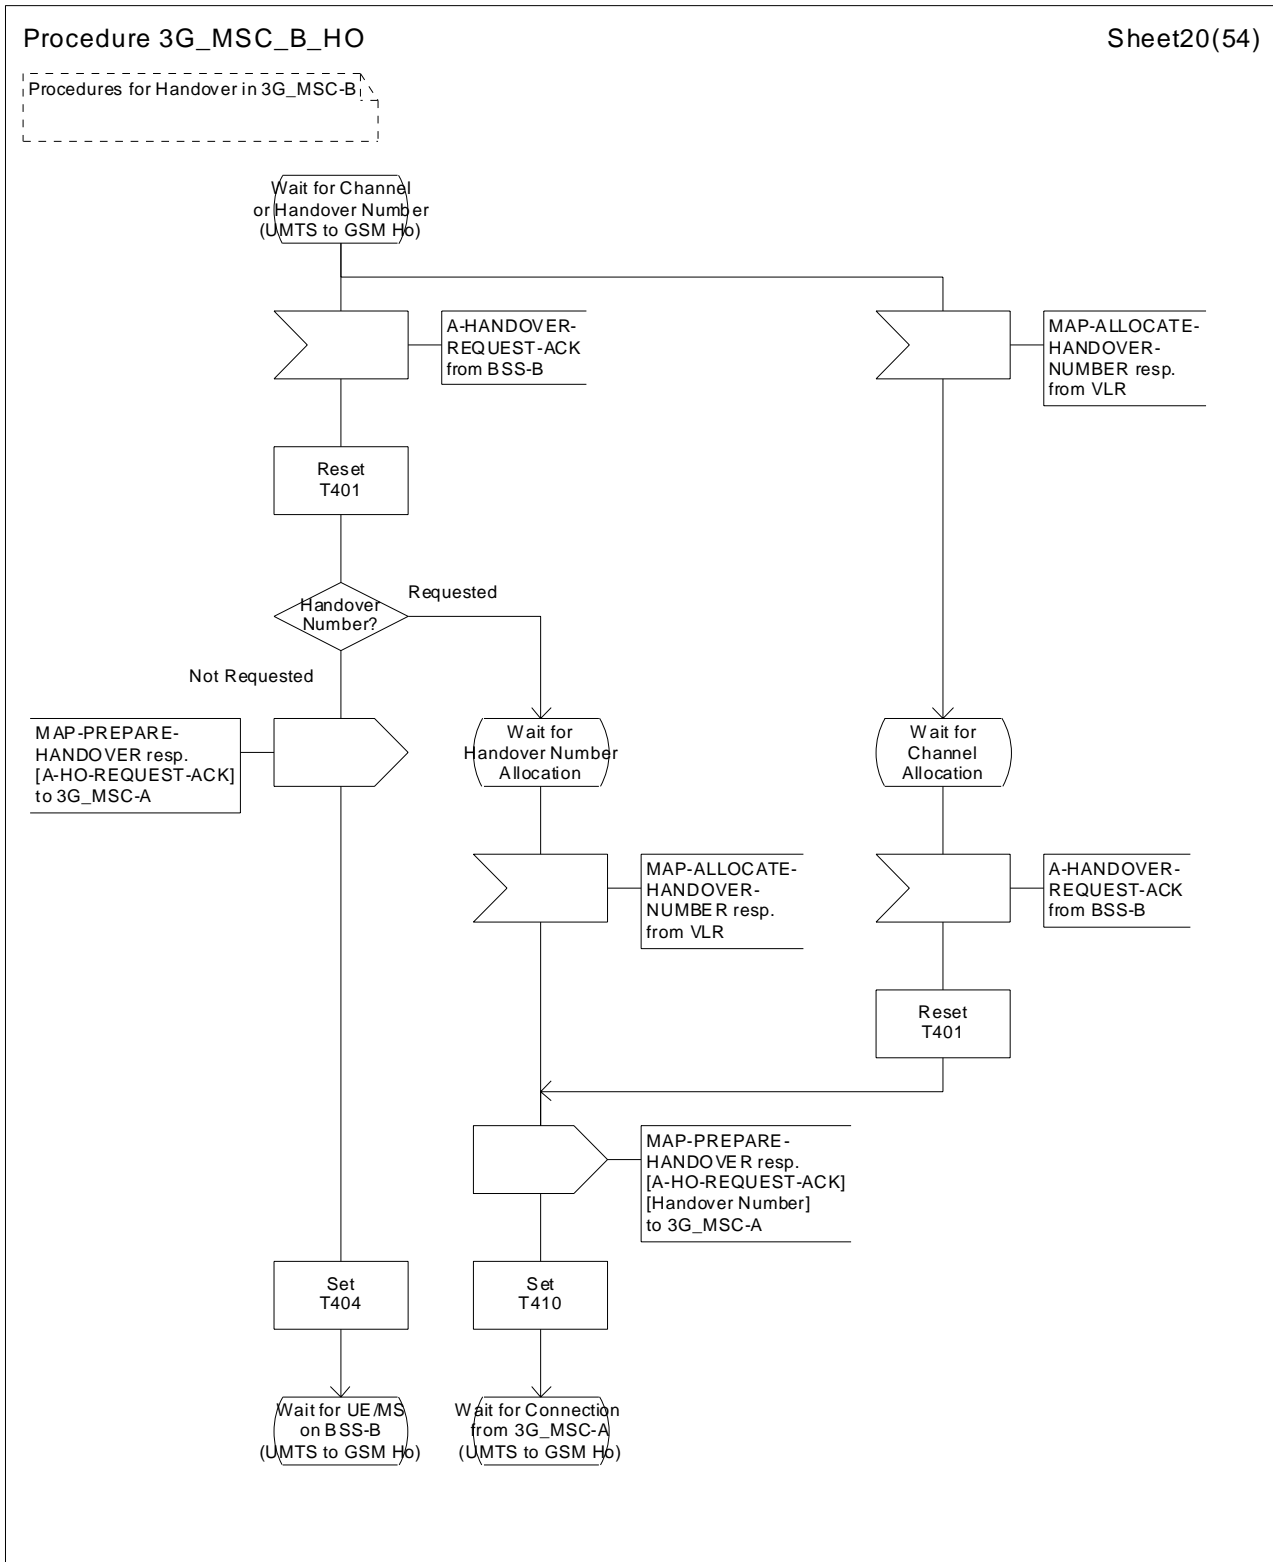 Procedure 3G_MSC_B_HO
Sheet20(54)
Procedures for Handover in 3G_MSC-B
Wait for Channel
or Handover Number
(UMTS to GSM Ho)
A-HANDOVER-
REQUEST-ACK
from BSS-B
MAP-ALLOCATE-
HANDOVER-
NUMBER resp.
from VLR
Reset
T401
Handover
Number?
Requested
Not Requested
MAP-PREPARE-
HANDOVER resp.
[A-HO-REQUEST-ACK]
to 3G_MSC-A
Wait for
Handover Number
Allocation
Wait for
Channel
Allocation
MAP-ALLOCATE-
HANDOVER-
NUMBER resp.
from VLR
A-HANDOVER-
REQUEST-ACK
from BSS-B
Reset
T401
MAP-PREPARE-
HANDOVER resp.
[A-HO-REQUEST-ACK]
[Handover Number]
to 3G_MSC-A
Set
T404
Set
T410
Wait for UE/MS
on BSS-B
(UMTS to GSM Ho)
Wait for Connection
from 3G_MSC-A
(UMTS to GSM Ho)